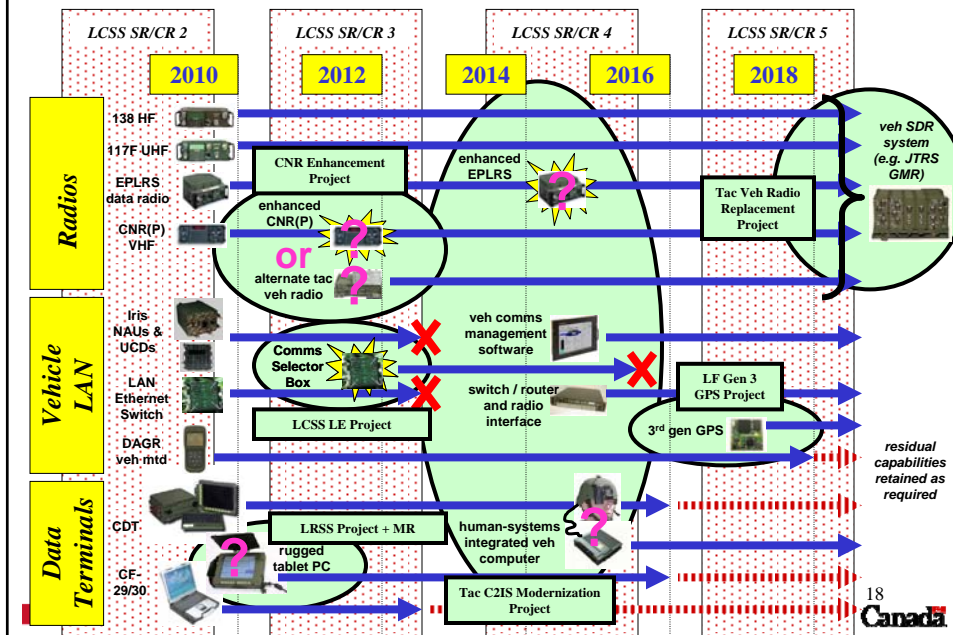 LCSS SR/CR 2
LCSS SR/CR 3
LCSS SR/CR 4
LCSS SR/CR 5
2010
2012
2014
2016
2018
Radios
138 HF
117F UHF
EPLRS
data radio
CNR(P)
VHF
CNR Enhancement
Project
enhanced
CNR(P)
?
or
alternate tac
veh radio
?
enhanced
EPLRS
?
Tac Veh Radio
Replacement
Project
veh SDR
system
(e.g. JTRS
GMR)
Vehicle
LAN
Iris
NAUs &
UCDs
LAN
Ethernet
Switch
DAGR
veh mtd
Comms
Selector
Box
LCSS LE Project
veh comms
management
software
switch / router
and radio
interface
LF Gen 3
GPS Project
3rd gen GPS
residual
capabilities
retained as
required
Data
Terminals
CDT
CF-
29/30
LRSS Project + MR
?
rugged
tablet PC
human-systems
integrated veh
computer
?
Tac C2IS Modernization
Project
18
Canada